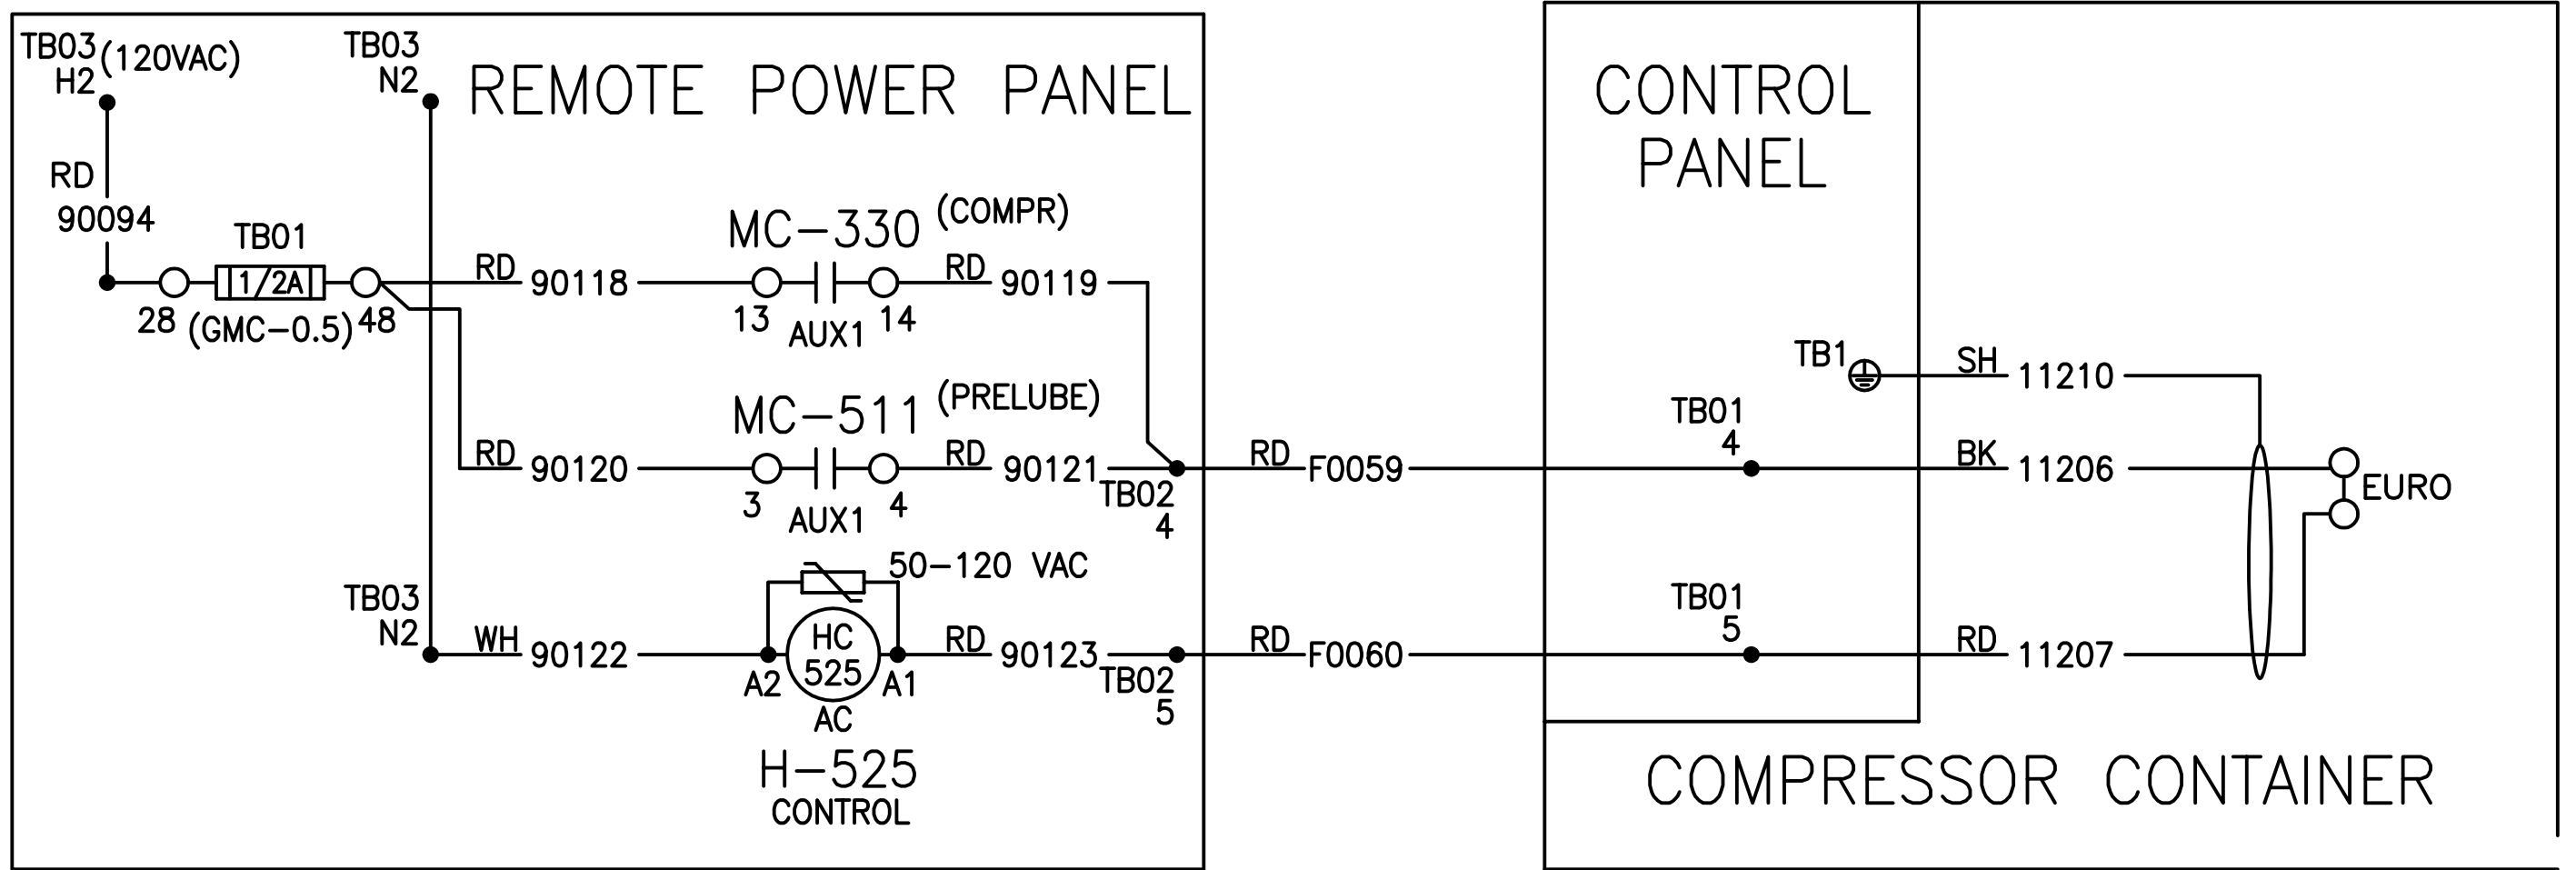 TB03 (120VAC)
H2
TB03
N2
REMOTE POWER PANEL
CONTROL
PANEL
RD
90094
TB01
1/2A
28 (GMC-0.5) 48
RD 90118
MC-330 (COMPR)
13 AUX1 14
RD 90119
TB1
SH 11210
RD 90120
MC-511 (PRELUBE)
3 AUX1 4
RD 90121
TB02
4
RD F0059
TB01
4
BK 11206
EURO
50-120 VAC
TB03
N2
WH 90122
HC
525
A2 A1
AC
H-525
CONTROL
RD 90123
TB02
5
RD F0060
TB01
5
RD 11207
COMPRESSOR CONTAINER